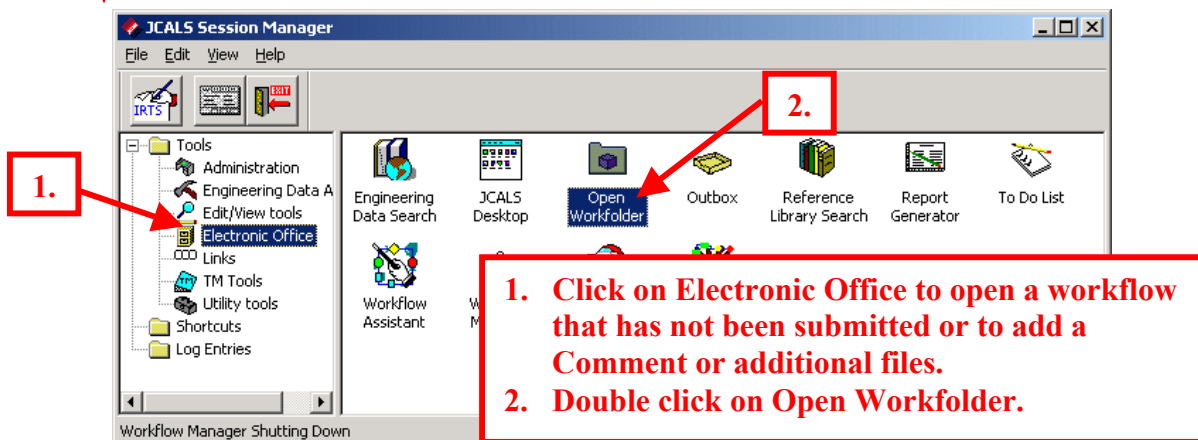 JCALS Session Manager
File Edit View Help
IRTS
EXIT
2.
1.
Tools
Administration
Engineering Data A
Edit/View tools
Electronic Office
Links
TM Tools
Utility tools
Shortcuts
Log Entries
Engineering
Data Search
JCALS
Desktop
Open
Workfolder
Outbox
Reference
Library Search
Report
Generator
To Do List
Workflow
Assistant
1. Click on Electronic Office to open a workflow
that has not been submitted or to add a
Comment or additional files.
2. Double click on Open Workfolder.
Workflow Manager Shutting Down